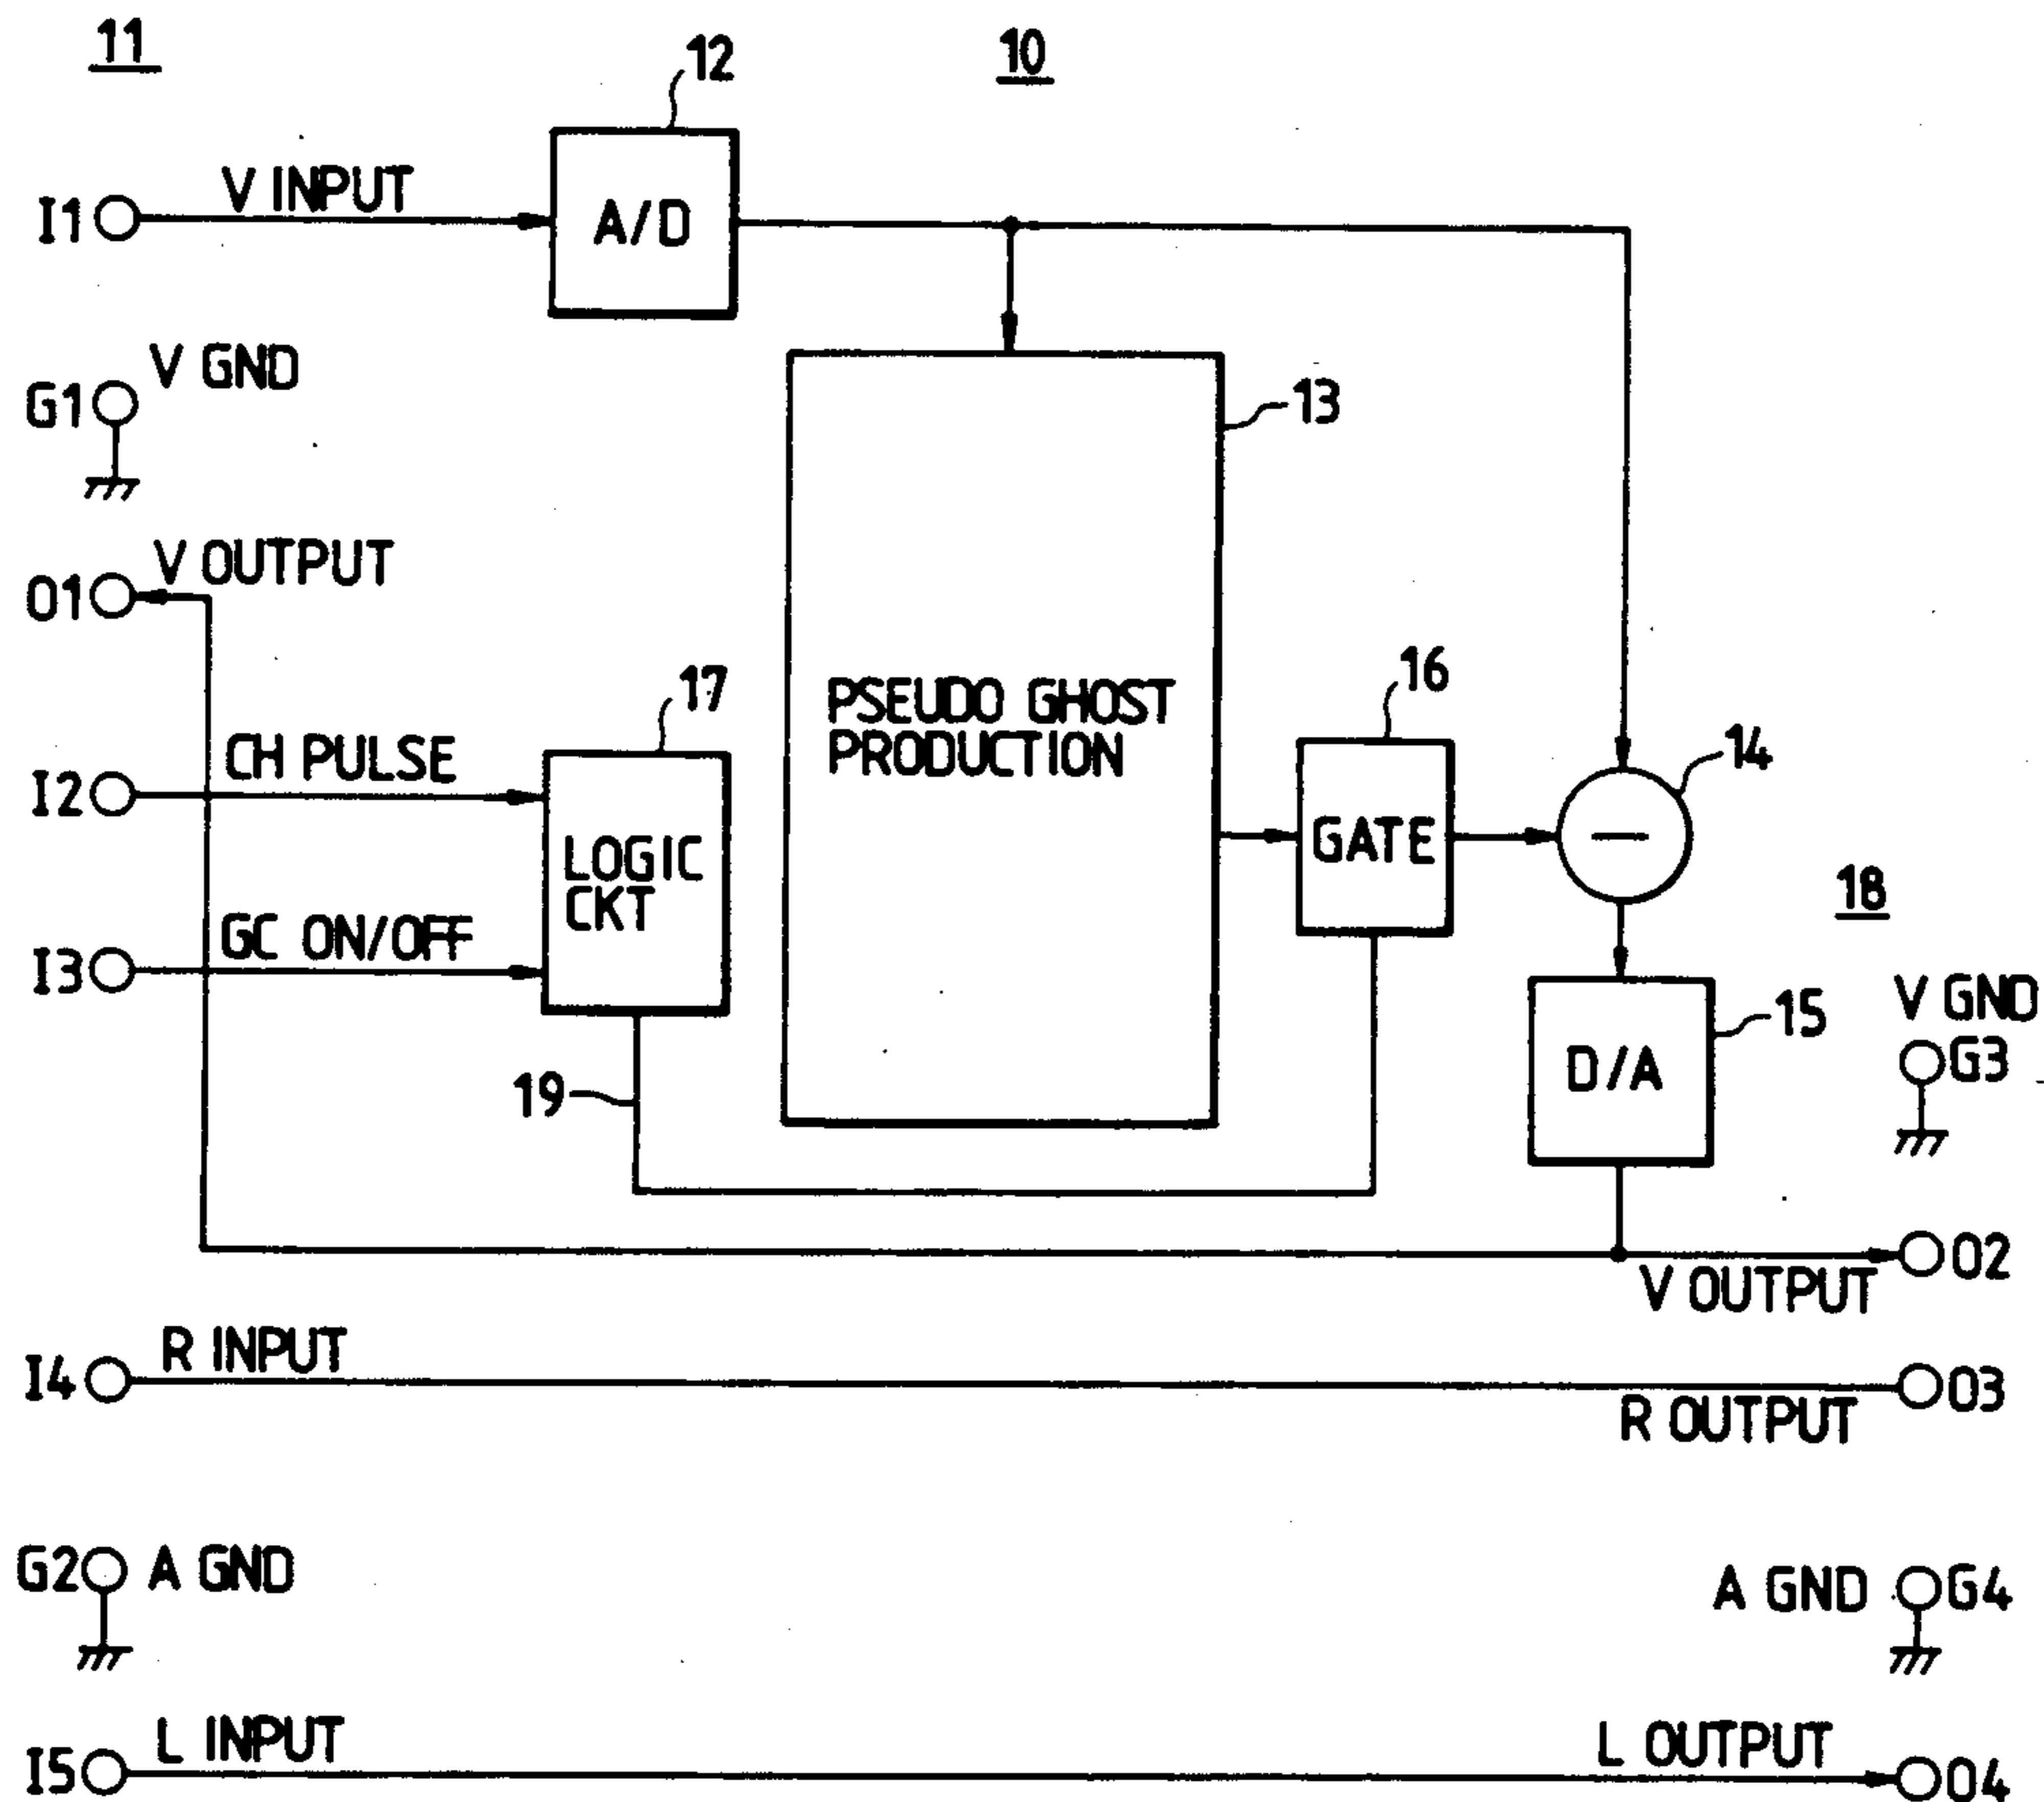 11
12
10
I1
V INPUT
A/D
V GND
G1
13
V OUTPUT
O1
17
16
PSEUDO GHOST
PRODUCTION
14
CH PULSE
I2
GATE
LOGIC
CKT
18
GC ON/OFF
I3
15
V GND
G3
D/A
19
O2
V OUTPUT
R INPUT
I4
O3
R OUTPUT
G2
A GND
A GND
G4
L INPUT
L OUTPUT
I5
O4